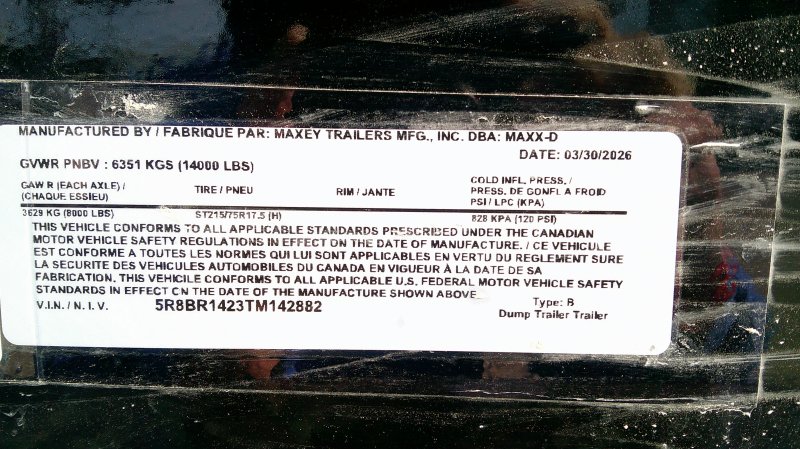 MANUFACTURED BY / FABRIQUE PAR: MAXEY TRAILERS MFG., INC. DBA: MAXX-D
DATE: 03/30/2026
GVWR PNBV : 6351 KGS (14000 LBS)
GAWR (EACH AXLE) / (CHAQUE ESSIEU)
TIRE / PNEU
RIM / JANTE
COLD INFL. PRESS. / PRESS. DE GONFL A FROID PSI / LPC (KPA)
3629 KG (8000 LBS)
ST215/75R17.5 (H)
828 KPA (120 PSI)
THIS VEHICLE CONFORMS TO ALL APPLICABLE STANDARDS PRESCRIBED UNDER THE CANADIAN
MOTOR VEHICLE SAFETY REGULATIONS IN EFFECT ON THE DATE OF MANUFACTURE. / CE VEHICULE
EST CONFORME A TOUTES LES NORMES QUI LUI SONT APPLICABLES EN VERTU DU REGLEMENT SURE
LA SECURITE DES VEHICULES AUTOMOBILES DU CANADA EN VIGUEUR À LA DATE DE SA
FABRICATION. THIS VEHICILE CONFORMS TO ALL APPLICABLE U.S. FEDERAL MOTOR VEHICLE SAFETY
STANDARDS IN EFFECT ON THE DATE OF THE MANUFACTURE SHOWN ABOVE.
V.I.N. / N.I.V.
5R8BR1423TM142882
Type: B
Dump Trailer Trailer